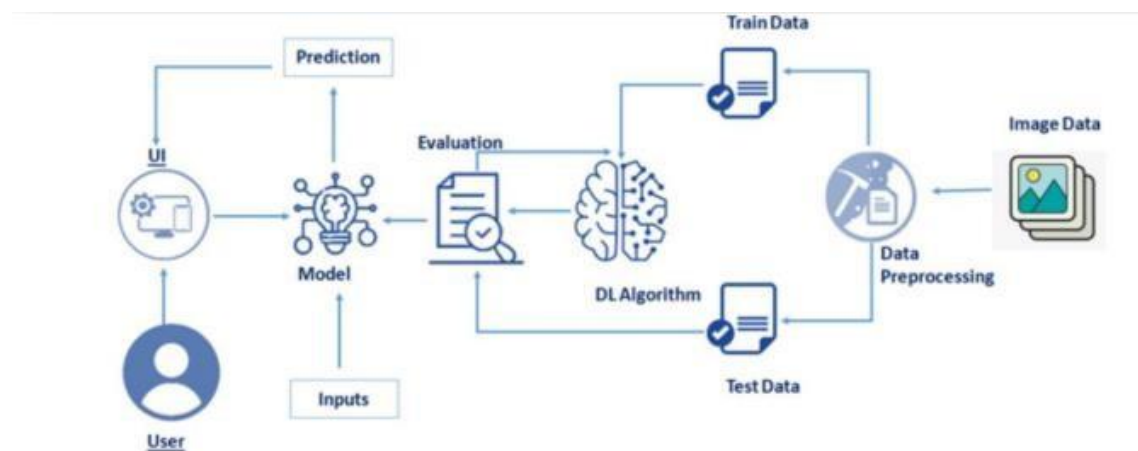 Train Data
Prediction
Image Data
Evaluation
UI
Data
Preprocessing
Model
DL Algorithm
Test Data
Inputs
User